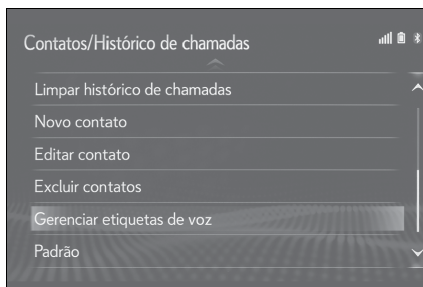 Contatos/Histórico de chamadas
Limpar histórico de chamadas
Novo contato
Editar contato
Excluir contatos
Gerenciar etiquetas de voz
Padrão